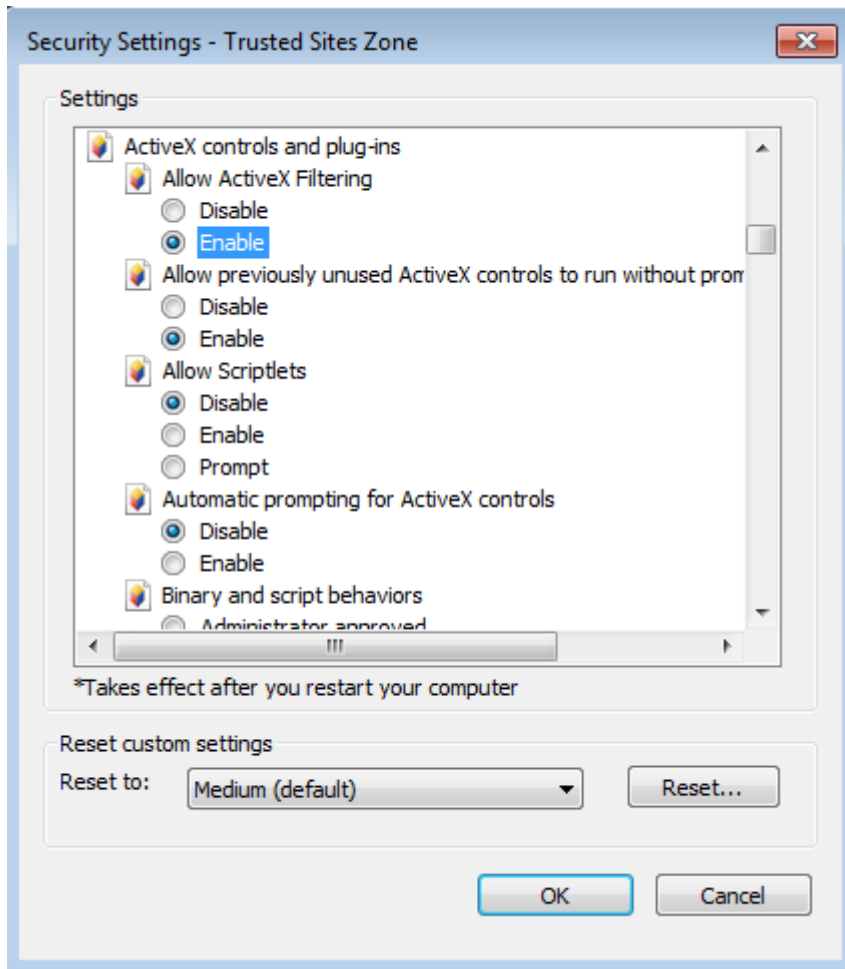 Security Settings - Trusted Sites Zone
Settings
ActiveX controls and plug-ins
Allow ActiveX Filtering
Disable
Enable
Allow previously unused ActiveX controls to run without prom
Disable
Enable
Allow Scriptlets
Disable
Enable
Prompt
Automatic prompting for ActiveX controls
Disable
Enable
Binary and script behaviors
Administrator approved
*Takes effect after you restart your computer
Reset custom settings
Reset to:
Medium (default)
Reset...
OK
Cancel